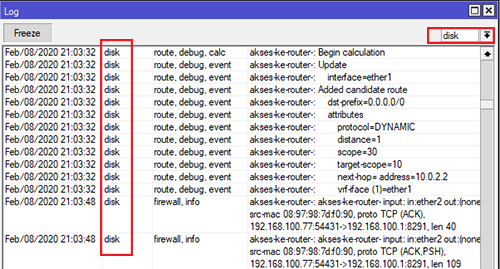 Log
Freeze
disk
Feb/08/2020 21:03:32 disk route, debug, calc akses-ke-router-: Begin calculation
Feb/08/2020 21:03:32 disk route, debug, event akses-ke-router-: Update
Feb/08/2020 21:03:32 disk route, debug, event akses-ke-router-: interface=ether1
Feb/08/2020 21:03:32 disk route, debug, event akses-ke-router-: Added candidate route
Feb/08/2020 21:03:32 disk route, debug, event akses-ke-router-: dst-prefix=0.0.0.0/0
Feb/08/2020 21:03:32 disk route, debug, event akses-ke-router-: attributes
Feb/08/2020 21:03:32 disk route, debug, event akses-ke-router-: protocol=DYNAMIC
Feb/08/2020 21:03:32 disk route, debug, event akses-ke-router-: distance=1
Feb/08/2020 21:03:32 disk route, debug, event akses-ke-router-: scope=30
Feb/08/2020 21:03:32 disk route, debug, event akses-ke-router-: target-scope=10
Feb/08/2020 21:03:32 disk route, debug, event akses-ke-router-: next-hop: address=10.0.2.2
Feb/08/2020 21:03:32 disk route, debug, event akses-ke-router-: vrf-face (1)=ether1
Feb/08/2020 21:03:48 disk firewall, info akses-ke-router-: akses-ke-router- input: in:ether2 out:(none
src-mac 08:97:98:7d:f0:90, proto TCP (ACK),
192.168.100.77:54431->192.168.100.1:8291, len 40
Feb/08/2020 21:03:48 disk firewall, info akses-ke-router-: akses-ke-router- input: in:ether2 out:(none
src-mac 08:97:98:7d:f0:90, proto TCP (ACK,PSH),
192.168.100.77:54431->192.168.100.1:8291, len 109